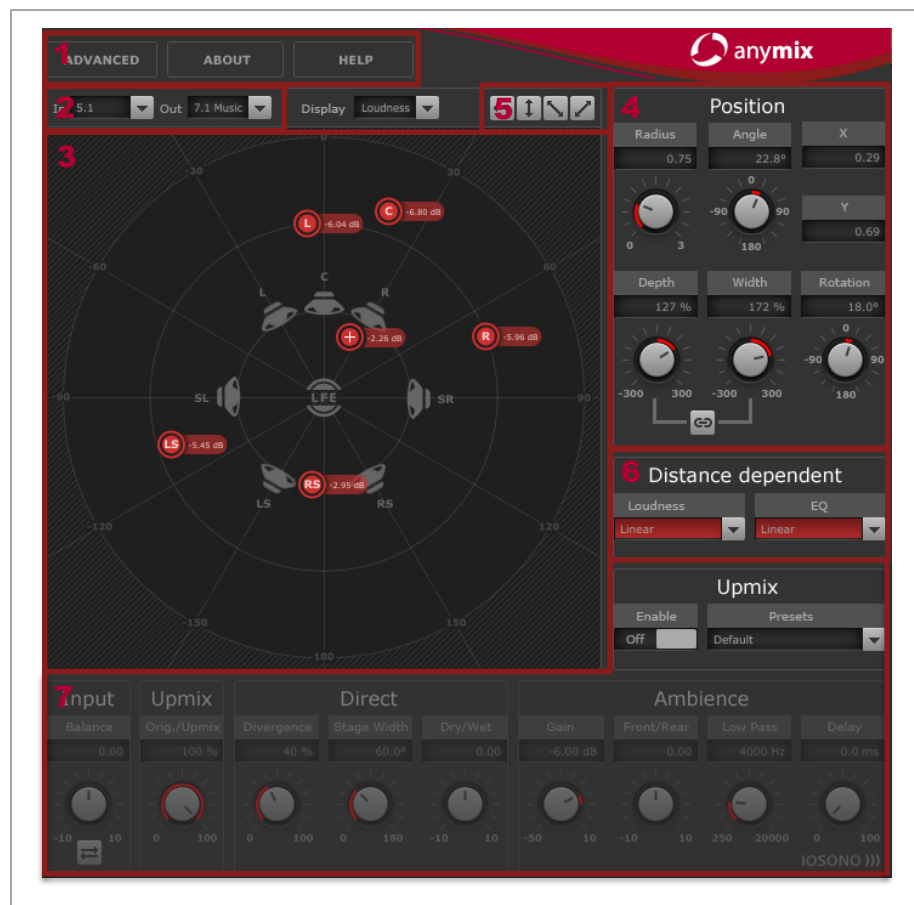 1
ADVANCED ABOUT HELP
anymix
2
In 5.1 Out 7.1 Music
Display Loudness
5
3
0
-30 30
-60 60
-90 90
-120 120
-150 150
180
L -6.04 dB
C -6.80 dB
C
L R
+ -2.26 dB
R -5.96 dB
SL LFE SR
LS -5.45 dB
RS -2.95 dB
LS RS
4
Position
Radius Angle X
0.75 22.8° 0.29
0
-90 90
0 3 180
Y
0.69
Depth Width Rotation
127 % 172 % 18.0°
0
-90 90
-300 300 -300 300 180
6
Distance dependent
Loudness EQ
Linear Linear
Upmix
Enable Presets
Off Default
7
Input Upmix Direct Ambience
Balance Orig./Upmix Divergence Stage Width Dry/Wet Gain Front/Rear Low Pass Delay
0.00 100 % 40 % 60.0° 0.00 -6.00 dB 0.00 4000 Hz 0.0 ms
-10 10 0 100 0 100 0 180 -10 10 -50 10 -10 10 250 20000 0 100
IOSONO )))